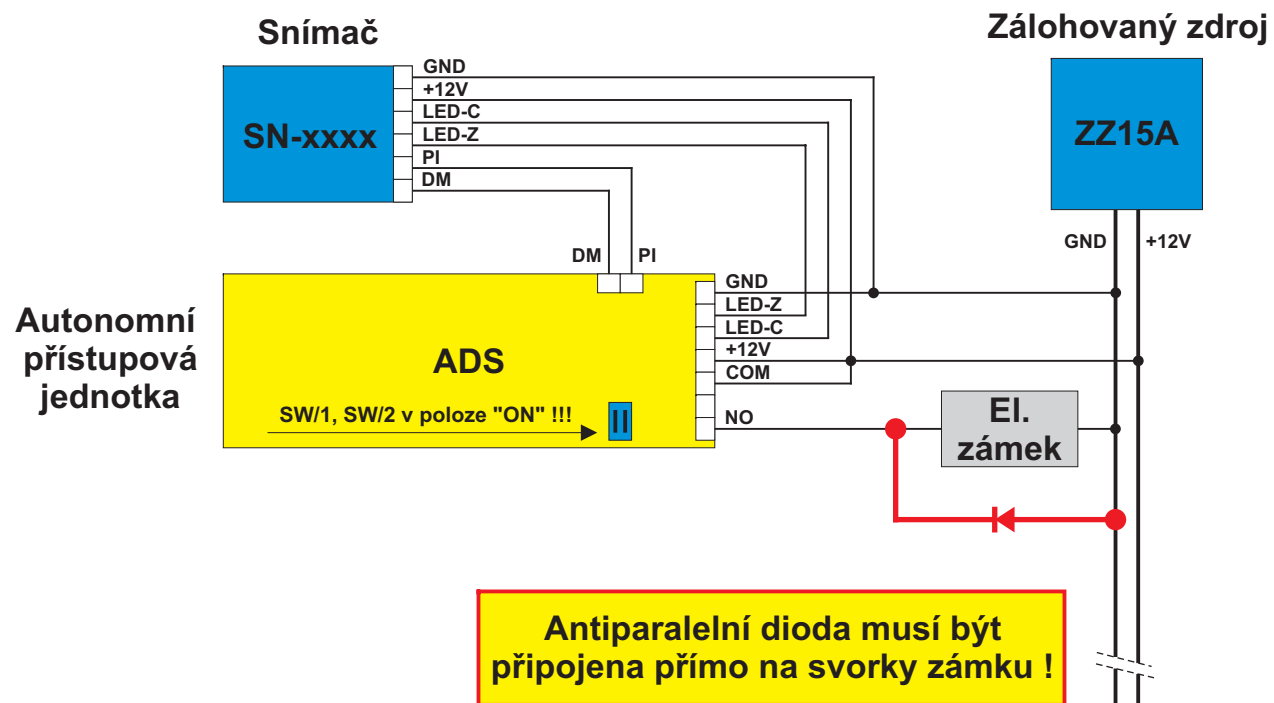 Snímač
Zálohovaný zdroj
SN-xxxx
GND
+12V
LED-C
LED-Z
PI
DM
ZZ15A
GND
+12V
DM
PI
Autonomní
přístupová
jednotka
ADS
SW/1, SW/2 v poloze "ON" !!!
GND
LED-Z
LED-C
+12V
COM
NO
El.
zámek
Antiparalelní dioda musí být
připojena přímo na svorky zámku !